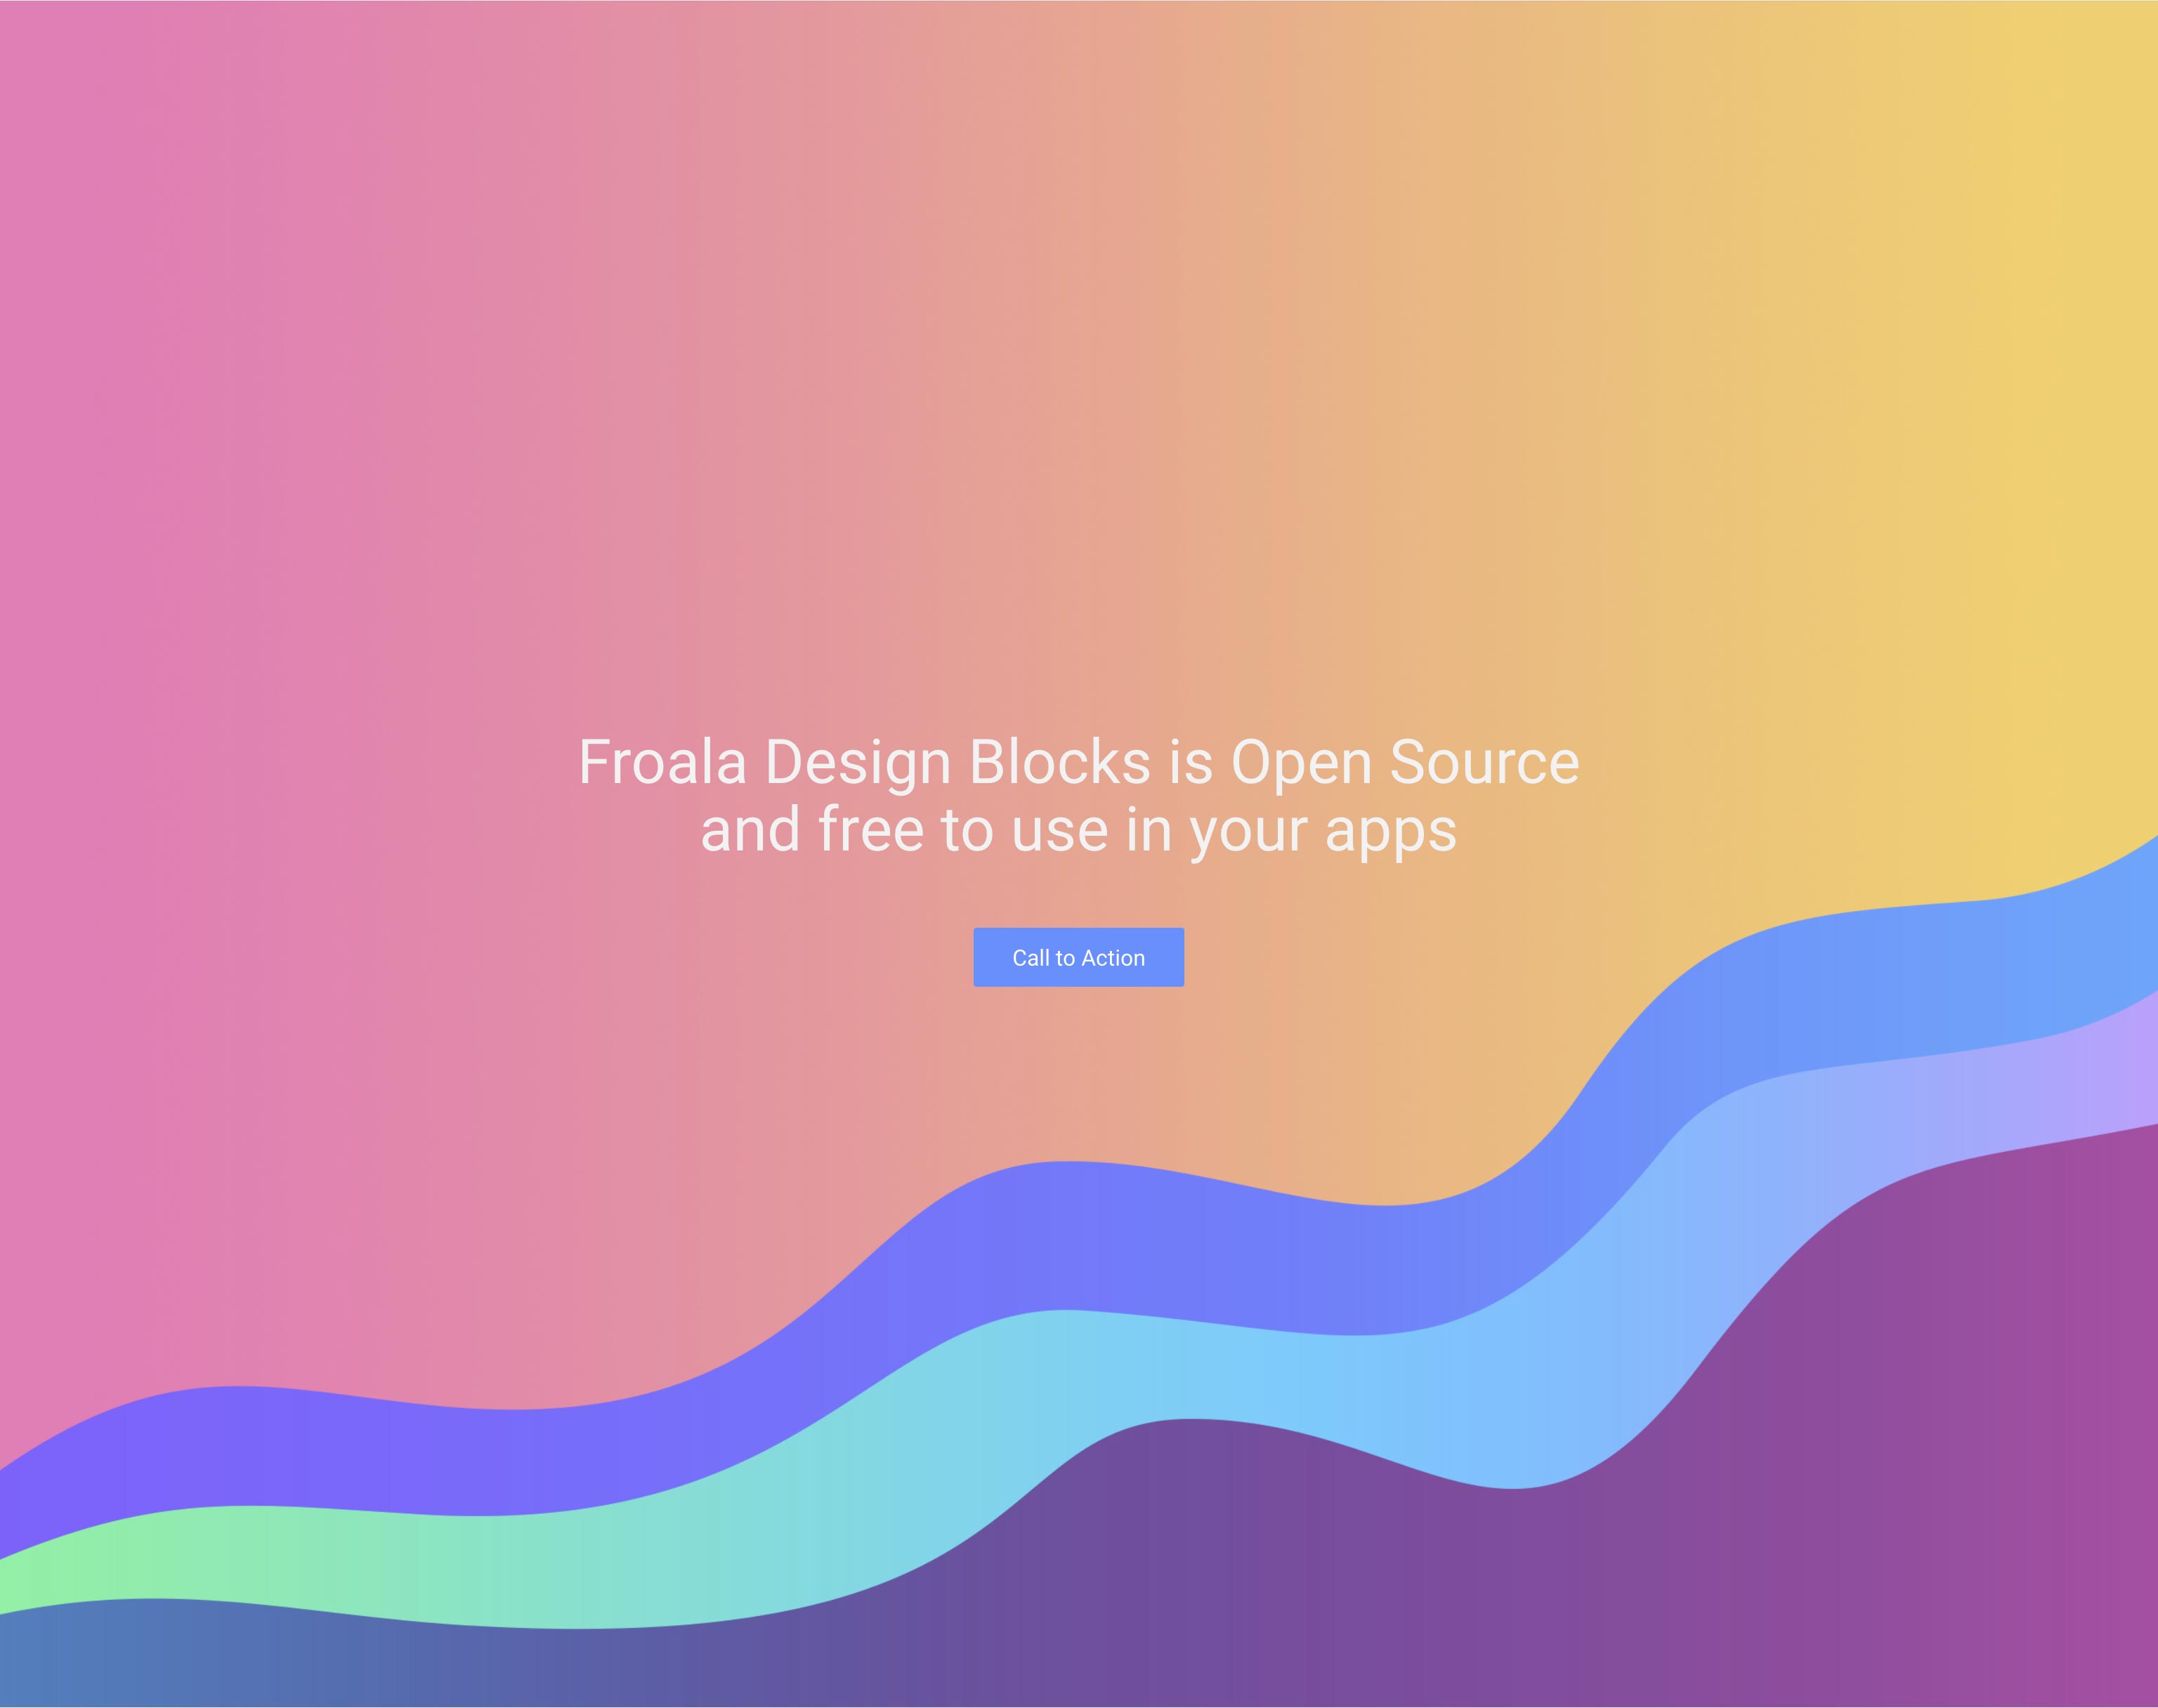 Froala Design Blocks is Open Source
and free to use in your apps
Call to Action